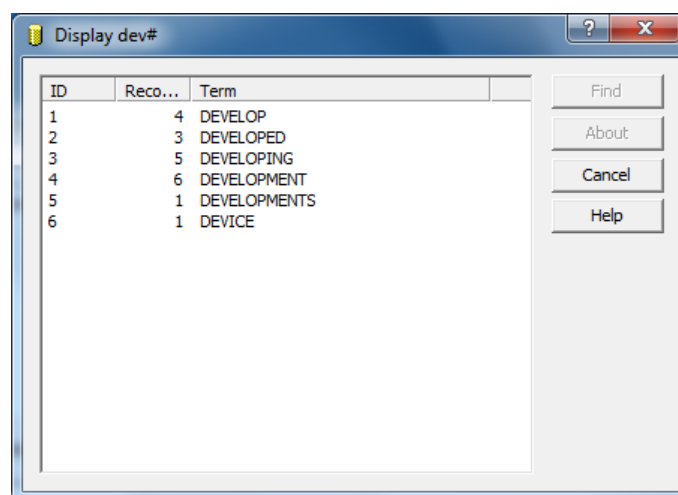 Display dev#
ID Reco... Term
1 4 DEVELOP
2 3 DEVELOPED
3 5 DEVELOPING
4 6 DEVELOPMENT
5 1 DEVELOPMENTS
6 1 DEVICE
Find
About
Cancel
Help